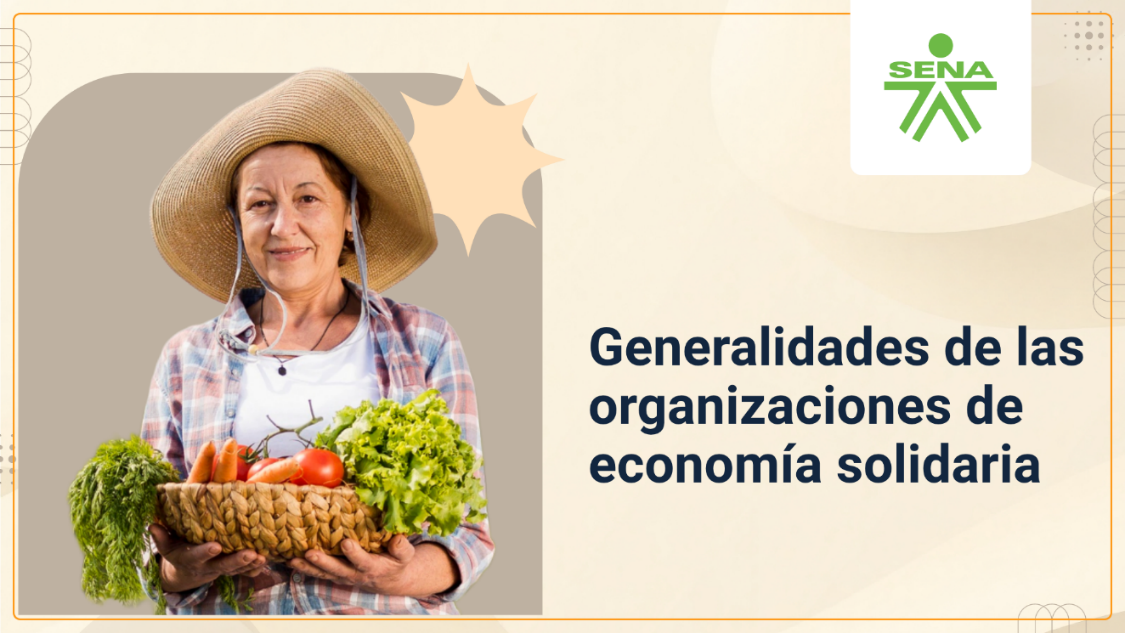 SENA
Generalidades de las
organizaciones de
economía solidaria